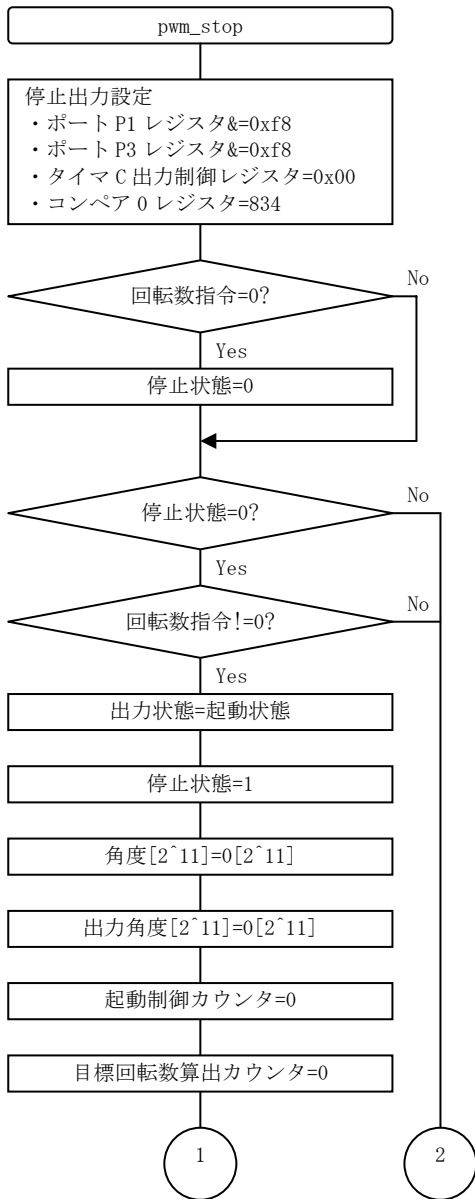 pwm_stop
停止出力設定
・ポート P1 レジスタ&=0xf8
・ポート P3 レジスタ&=0xf8
・タイマ C 出力制御レジスタ=0x00
・コンペア 0 レジスタ=834
回転数指令=0?
No
Yes
停止状態=0
停止状態=0?
No
Yes
回転数指令!=0?
No
Yes
出力状態=起動状態
停止状態=1
角度[2^11]=0[2^11]
出力角度[2^11]=0[2^11]
起動制御カウンタ=0
目標回転数算出カウンタ=0
1
2